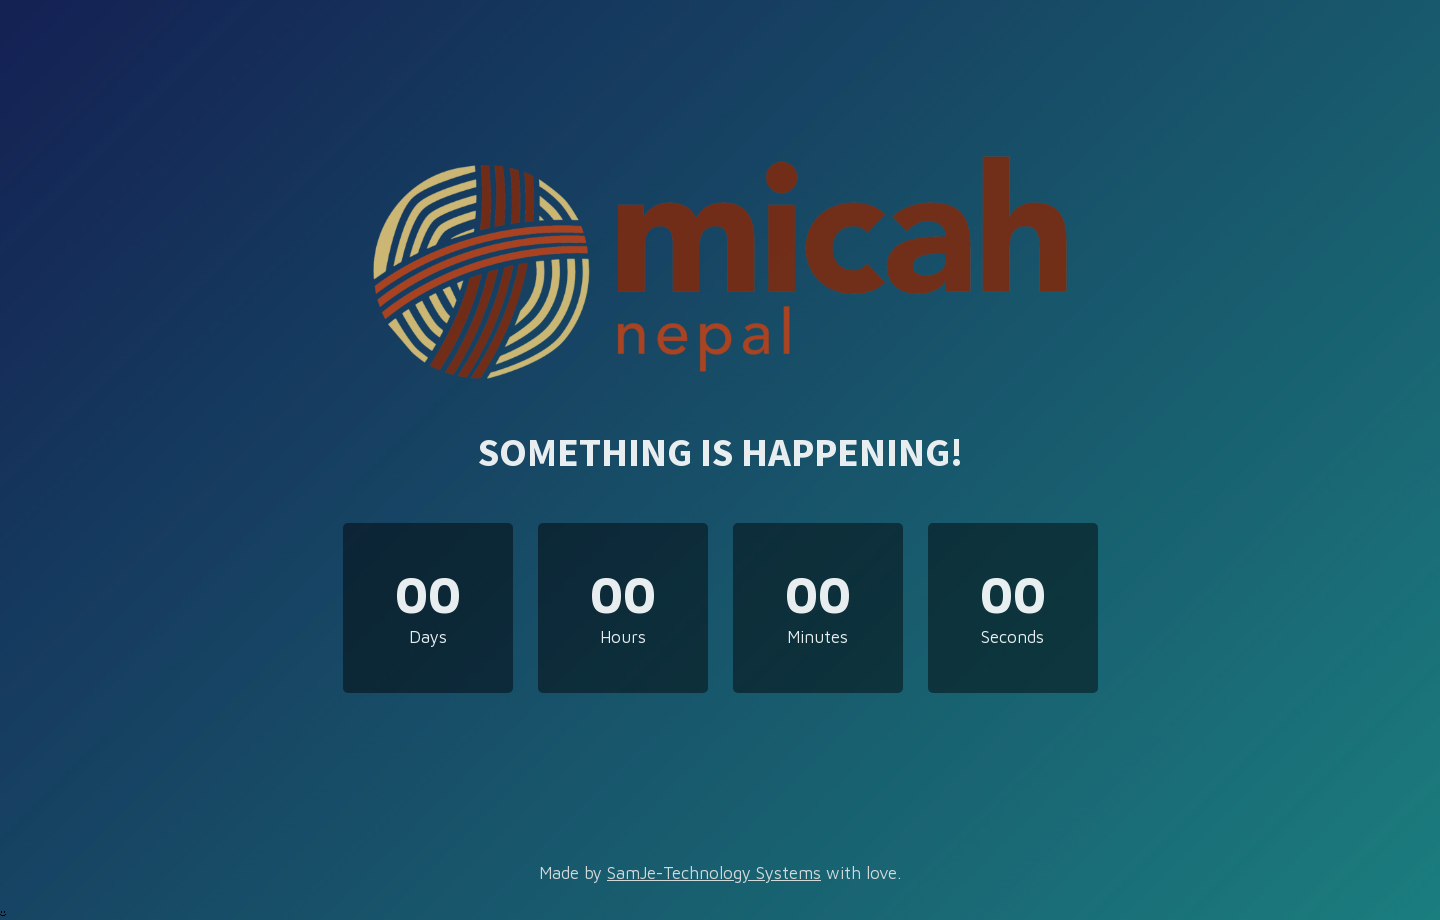 micah
nepal
SOMETHING IS HAPPENING!
00 00 00 00
Days Hours Minutes Seconds
Made by SamJe-Technology Systems with love.